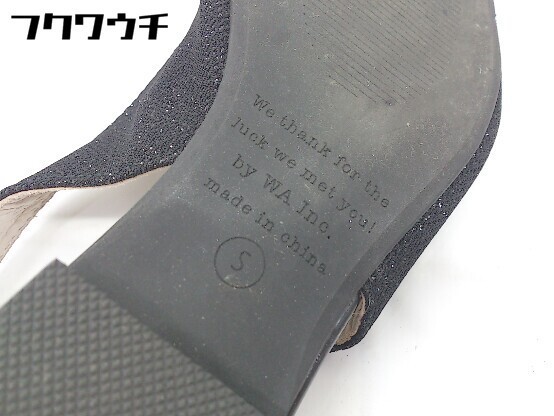 フクワウチ
We thank for the
luck we met you!
by WA Inc.
made in china
S